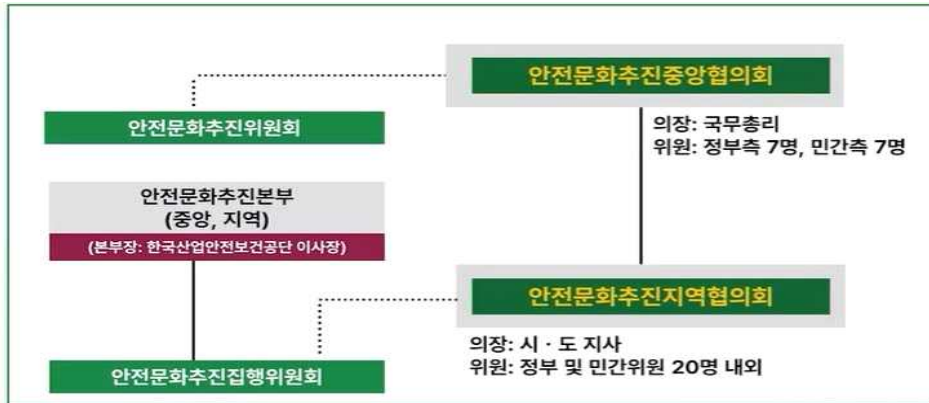 안전문화추진중앙협의회
안전문화추진위원회
의장: 국무총리
위원: 정부측 7명, 민간측 7명
안전문화추진본부
(중앙, 지역)
(본부장: 한국산업안전보건공단 이사장)
안전문화추진지역협의회
의장: 시 · 도 지사
위원: 정부 및 민간위원 20명 내외
안전문화추진집행위원회